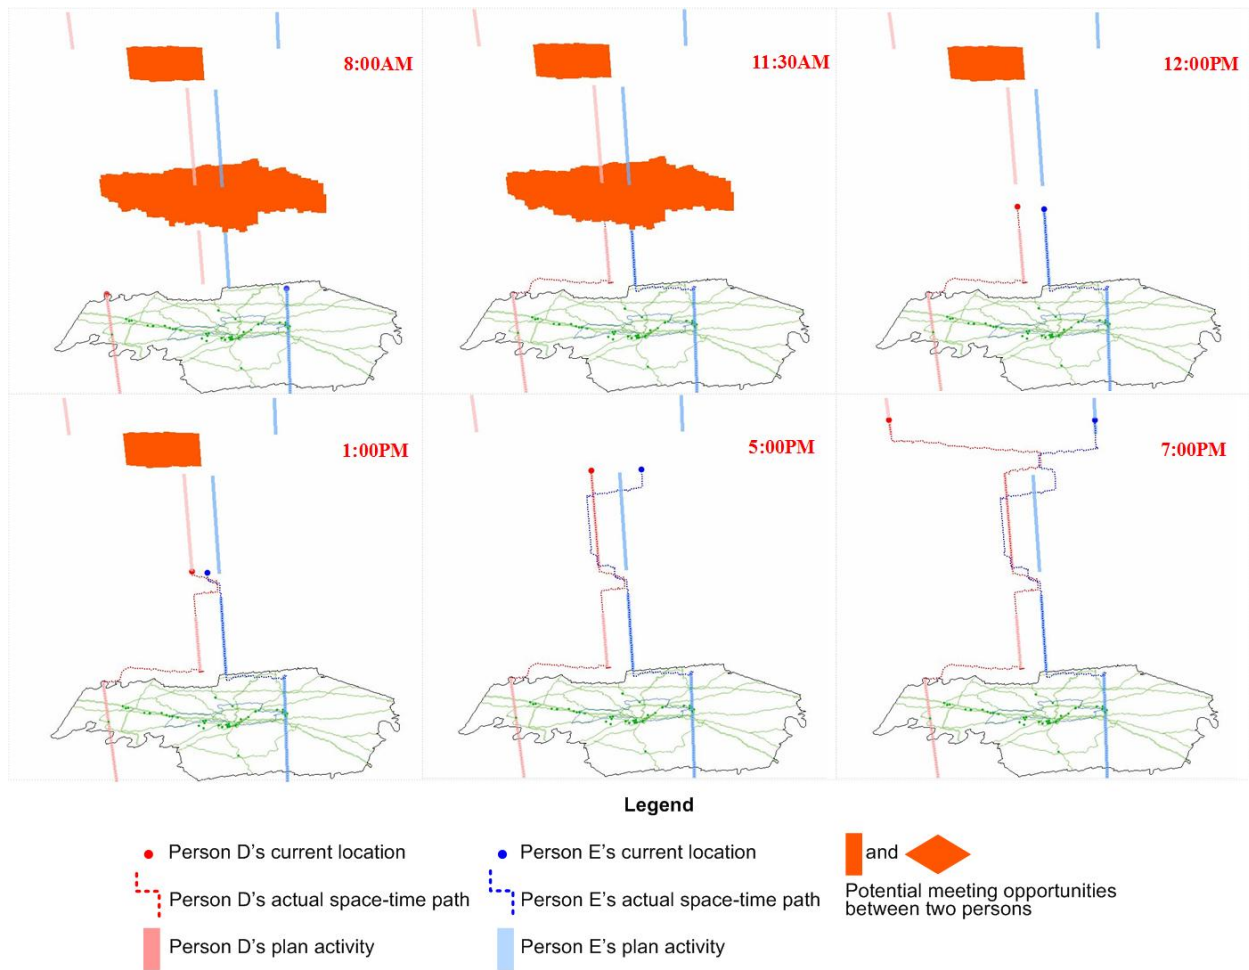 8:00AM
11:30AM
12:00PM
1:00PM
5:00PM
7:00PM
Legend
Person D's current location
Person E's current location
and
Person D's actual space-time path
Person E's actual space-time path
Potential meeting opportunities
between two persons
Person D's plan activity
Person E's plan activity